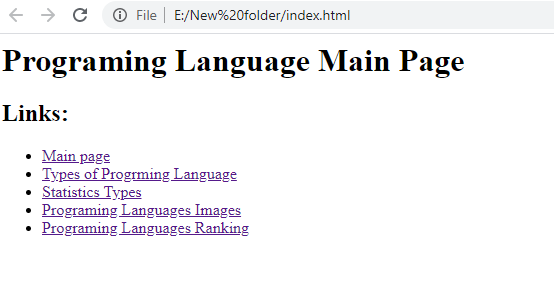 File | E:/New%20folder/index.html
Programing Language Main Page
Links:
Main page
Types of Progrming Language
Statistics Types
Programing Languages Images
Programing Languages Ranking